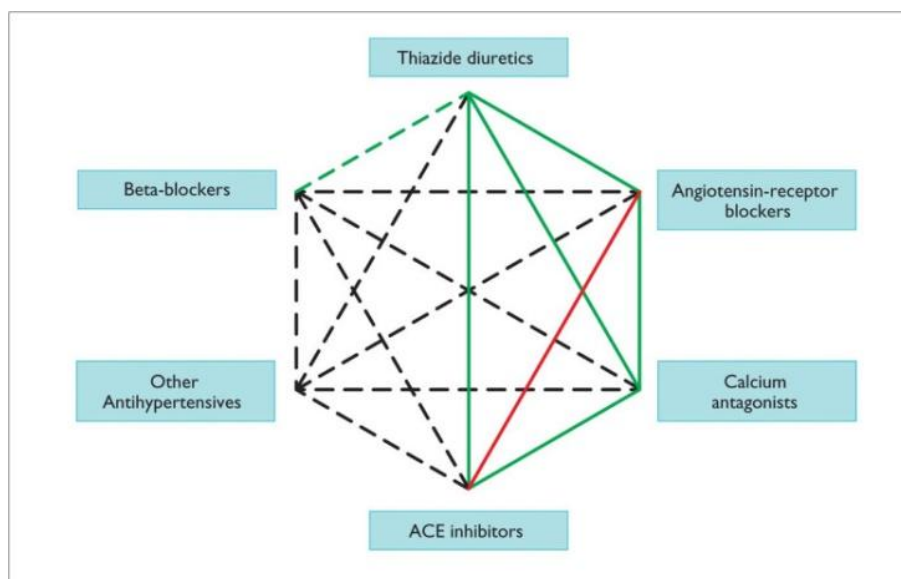 Thiazide diuretics
Beta-blockers
Angiotensin-receptor
blockers
Other
Antihypertensives
Calcium
antagonists
ACE inhibitors